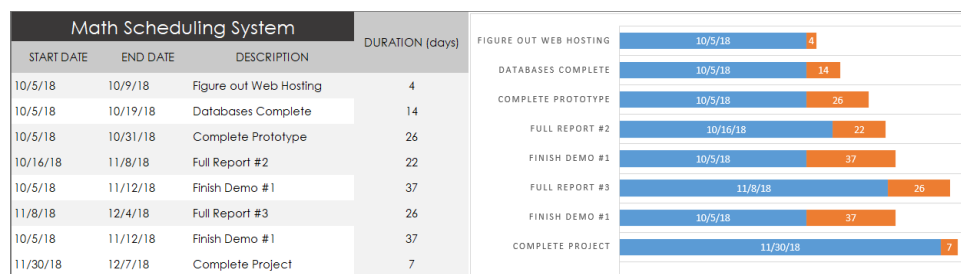 Math Scheduling System
DURATION (days)
START DATE END DATE DESCRIPTION
10/5/18 10/9/18 Figure out Web Hosting 4
10/5/18 10/19/18 Databases Complete 14
10/5/18 10/31/18 Complete Prototype 26
10/16/18 11/8/18 Full Report #2 22
10/5/18 11/12/18 Finish Demo #1 37
11/8/18 12/4/18 Full Report #3 26
10/5/18 11/12/18 Finish Demo #1 37
11/30/18 12/7/18 Complete Project 7
FIGURE OUT WEB HOSTING 10/5/18 4
DATABASES COMPLETE 10/5/18 14
COMPLETE PROTOTYPE 10/5/18 26
FULL REPORT #2 10/16/18 22
FINISH DEMO #1 10/5/18 37
FULL REPORT #3 11/8/18 26
FINISH DEMO #1 10/5/18 37
COMPLETE PROJECT 11/30/18 7